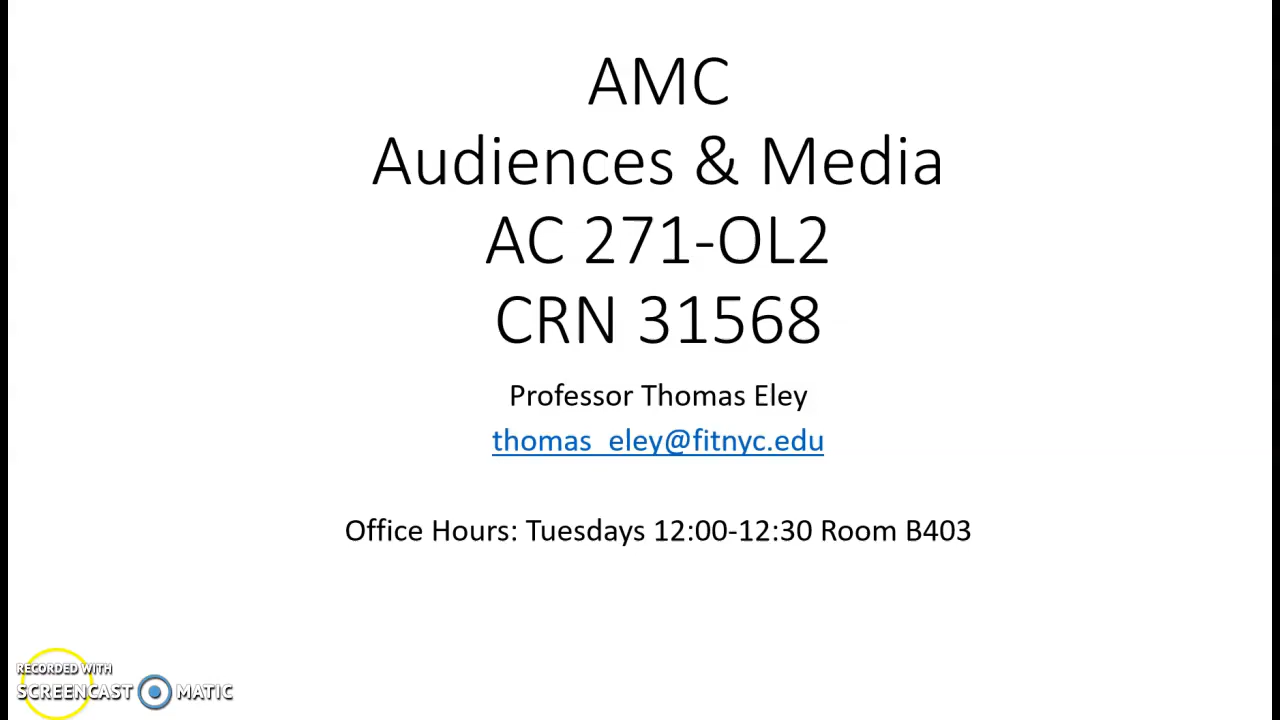 AMC
Audiences & Media
AC 271-OL2
CRN 31568
Professor Thomas Eley
thomas_eley@fitnyc.edu
Office Hours: Tuesdays 12:00-12:30 Room B403
RECORDED WITH
SCREENCAST MATIC